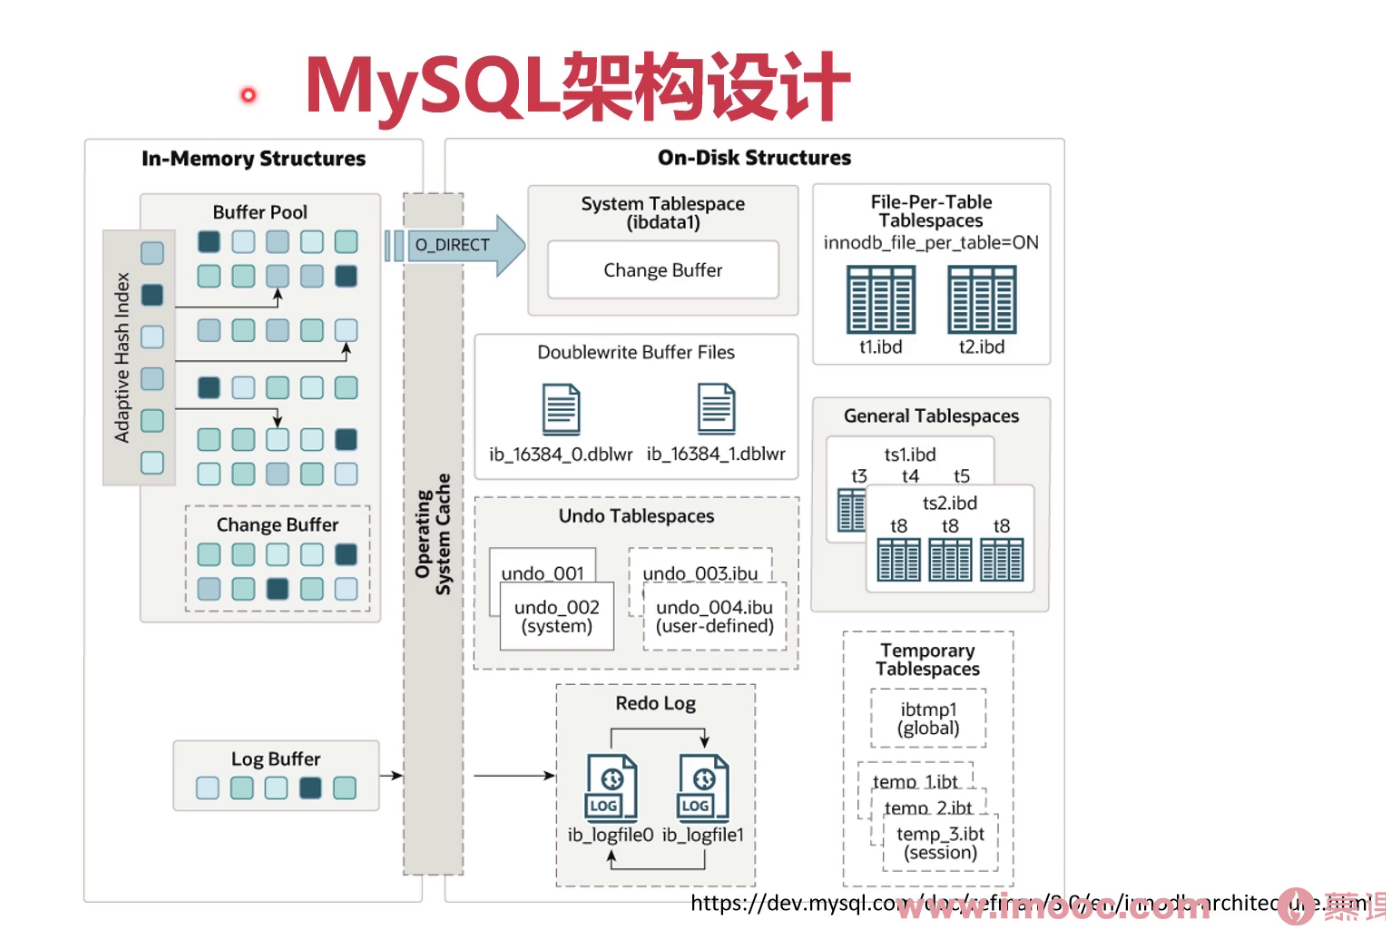 MySQL架构设计
In-Memory Structures
Buffer Pool
Adaptive Hash Index
Change Buffer
Log Buffer
Operating
System Cache
O_DIRECT
On-Disk Structures
System Tablespace
(ibdata1)
Change Buffer
Doublewrite Buffer Files
ib_16384_0.dblwr
ib_16384_1.dblwr
Undo Tablespaces
undo_001
undo_002
(system)
undo_003.ibu
undo_004.ibu
(user-defined)
Redo Log
LOG
LOG
ib_logfile0
ib_logfile1
File-Per-Table
Tablespaces
innodb_file_per_table=ON
t1.ibd
t2.ibd
General Tablespaces
ts1.ibd
t3 t4 t5
ts2.ibd
t8 t8 t8
Temporary
Tablespaces
ibtmp1
(global)
temp_1.ibt
temp_2.ibt
temp_3.ibt
(session)
https://dev.mysql.com/doc/refman/8.0/en/innodb-architecture.html
www.imooc.com
慕课